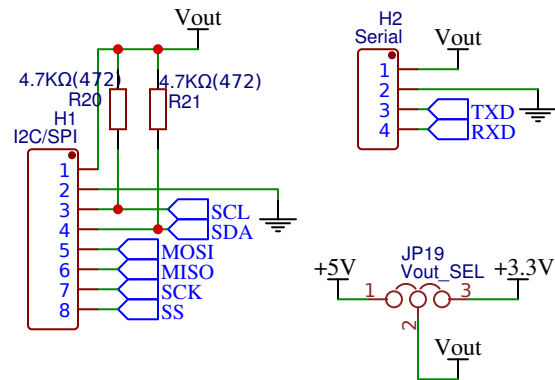 Vout
4.7KΩ(472)
R20
4.7KΩ(472)
R21
H1
I2C/SPI
1
2
3
4
5
6
7
8
SCL
SDA
MOSI
MISO
SCK
SS
H2
Serial
1
2
3
4
Vout
TXD
RXD
JP19
Vout_SEL
+5V
1
2
3
+3.3V
Vout